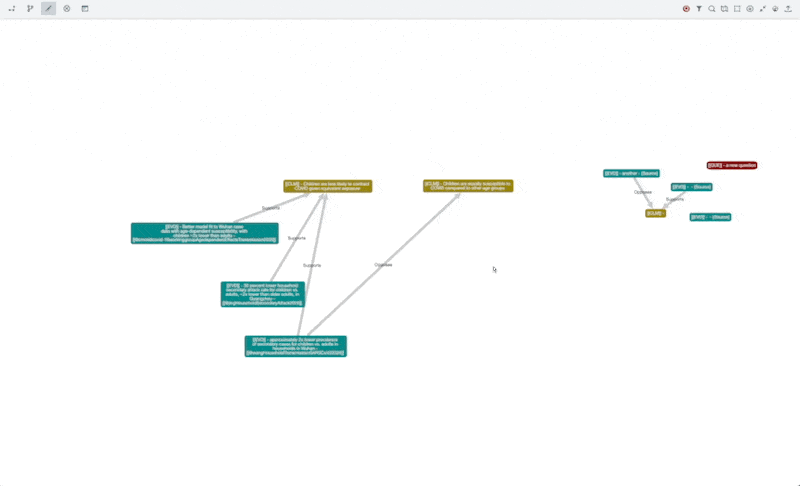 [[CLM]] - Children are less likely to contract
COVID given equivalent exposure
[[CLM]] - Children are equally susceptible to
COVID compared to other age groups
[[QUE]] - a new question
[[EVD]] - another - [Source]
[[EVD]] - - [Source]
Opposes
Supports
[[CLM]] -
[[EVD]] - - [Source]
Supports
[[EVD]] - Better model fit to Wuhan case
data with age-dependent susceptibility, with
children ~2x lower than adults -
Supports
Supports
Opposes
[[EVD]] - 50 percent lower household
secondary attack rate for children vs.
adults, ~2x lower than older adults, in
Guangzhou -
[[EVD]] - approximately 2x lower prevalence
of secondary cases for children vs. adults in
households in Wuhan -